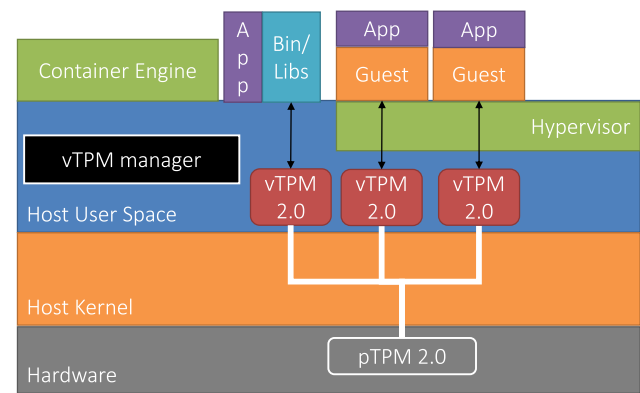 A
p
p
Bin/
Libs
App
App
Container Engine
Guest
Guest
Hypervisor
vTPM manager
vTPM
2.0
vTPM
2.0
vTPM
2.0
Host User Space
Host Kernel
pTPM 2.0
Hardware